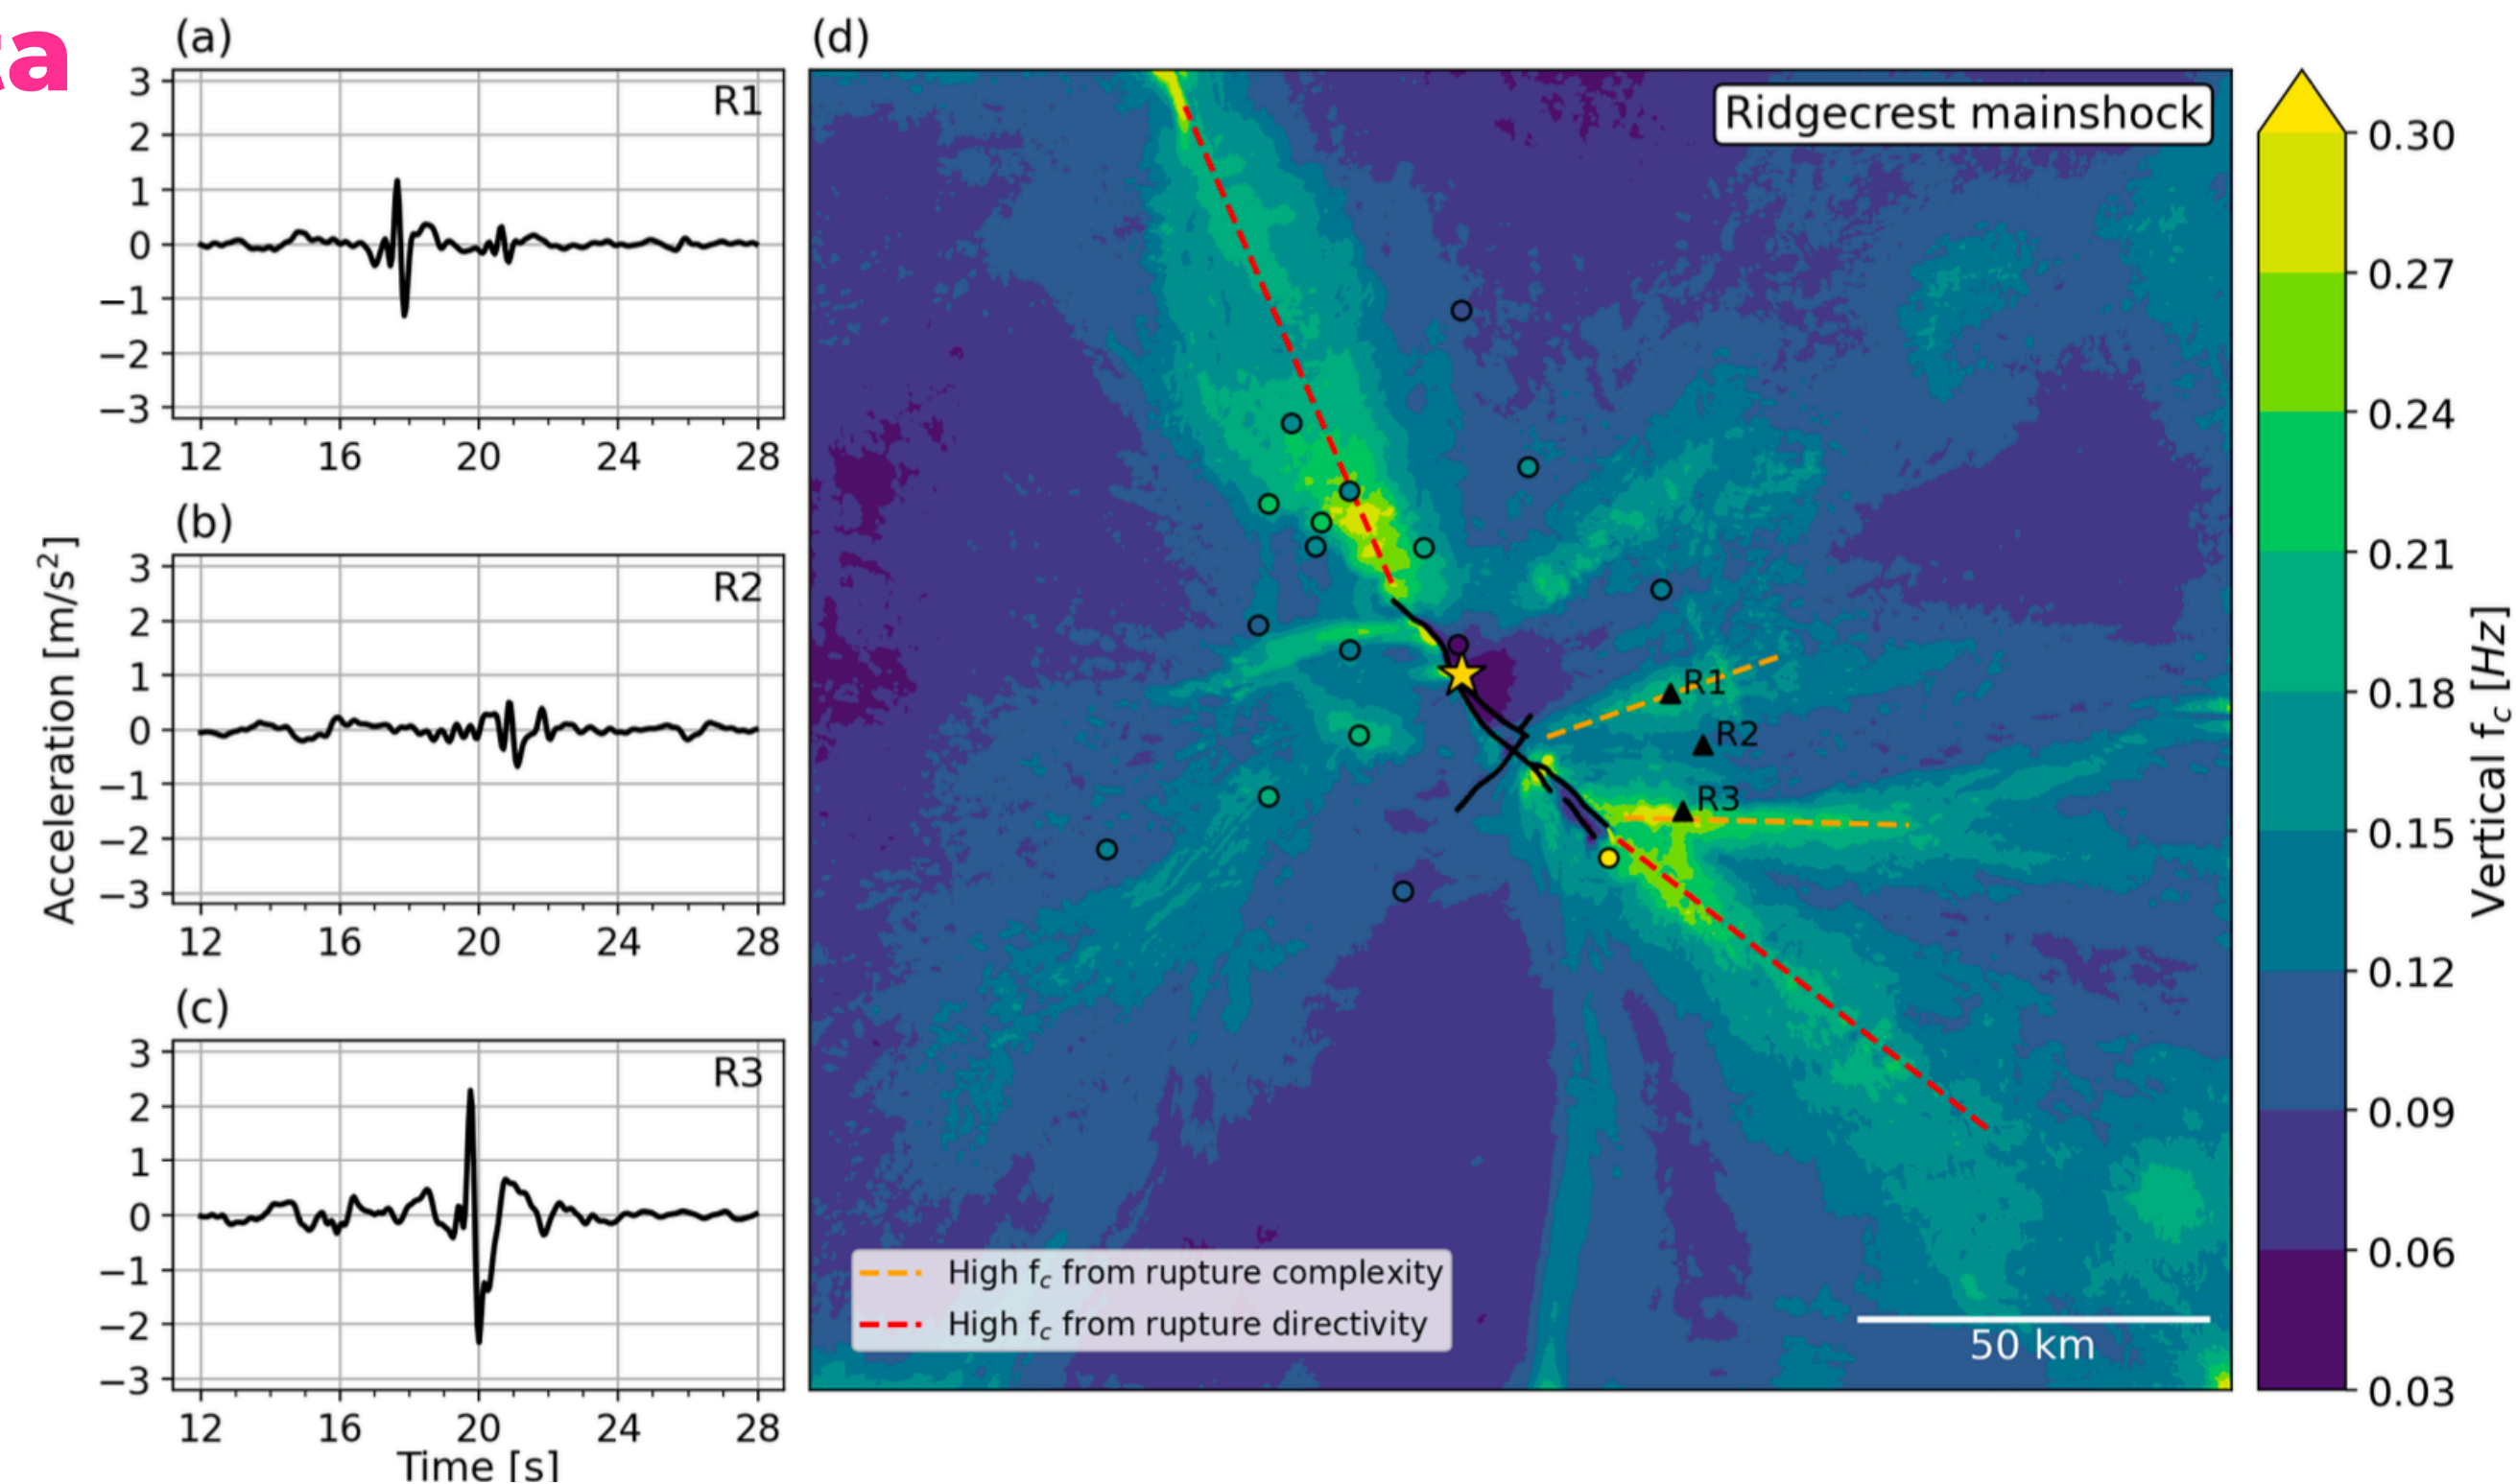 ta
(a)
3
2
1
0
−1
−2
−3
R1
12 16 20 24 28
(b)
3
2
1
0
−1
−2
−3
R2
12 16 20 24 28
(c)
3
2
1
0
−1
−2
−3
R3
12 16 20 24 28
Acceleration [m/s²]
Time [s]
(d)
Ridgecrest mainshock
R1
R2
R3
High f_c from rupture complexity
High f_c from rupture directivity
50 km
0.30
0.27
0.24
0.21
0.18
0.15
0.12
0.09
0.06
0.03
Vertical f_c [Hz]